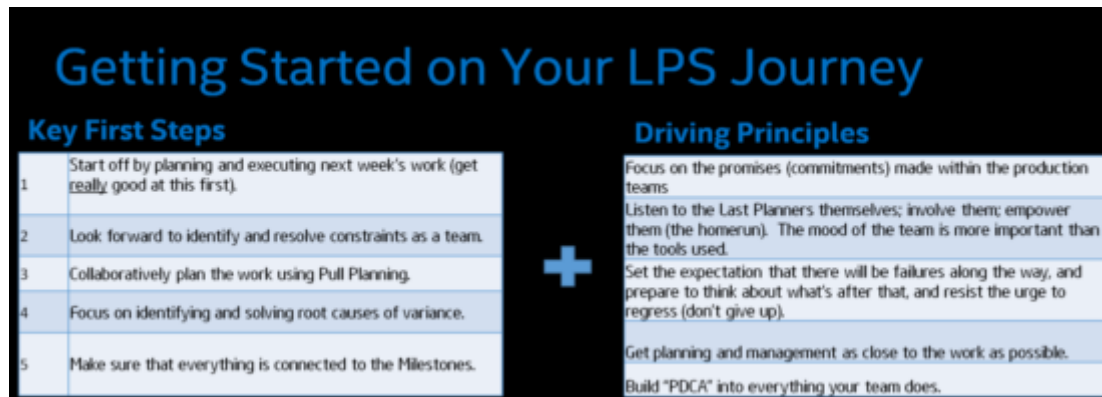 Getting Started on Your LPS Journey
Key First Steps
1 Start off by planning and executing next week's work (get
really good at this first).
2 Look forward to identify and resolve constraints as a team.
3 Collaboratively plan the work using Pull Planning.
4 Focus on identifying and solving root causes of variance.
5 Make sure that everything is connected to the Milestones.
Driving Principles
Focus on the promises (commitments) made within the production
teams
Listen to the Last Planners themselves; involve them; empower
them (the homerun). The mood of the team is more important than
the tools used.
Set the expectation that there will be failures along the way, and
prepare to think about what's after that, and resist the urge to
regress (don't give up).
Get planning and management as close to the work as possible.
Build "PDCA" into everything your team does.